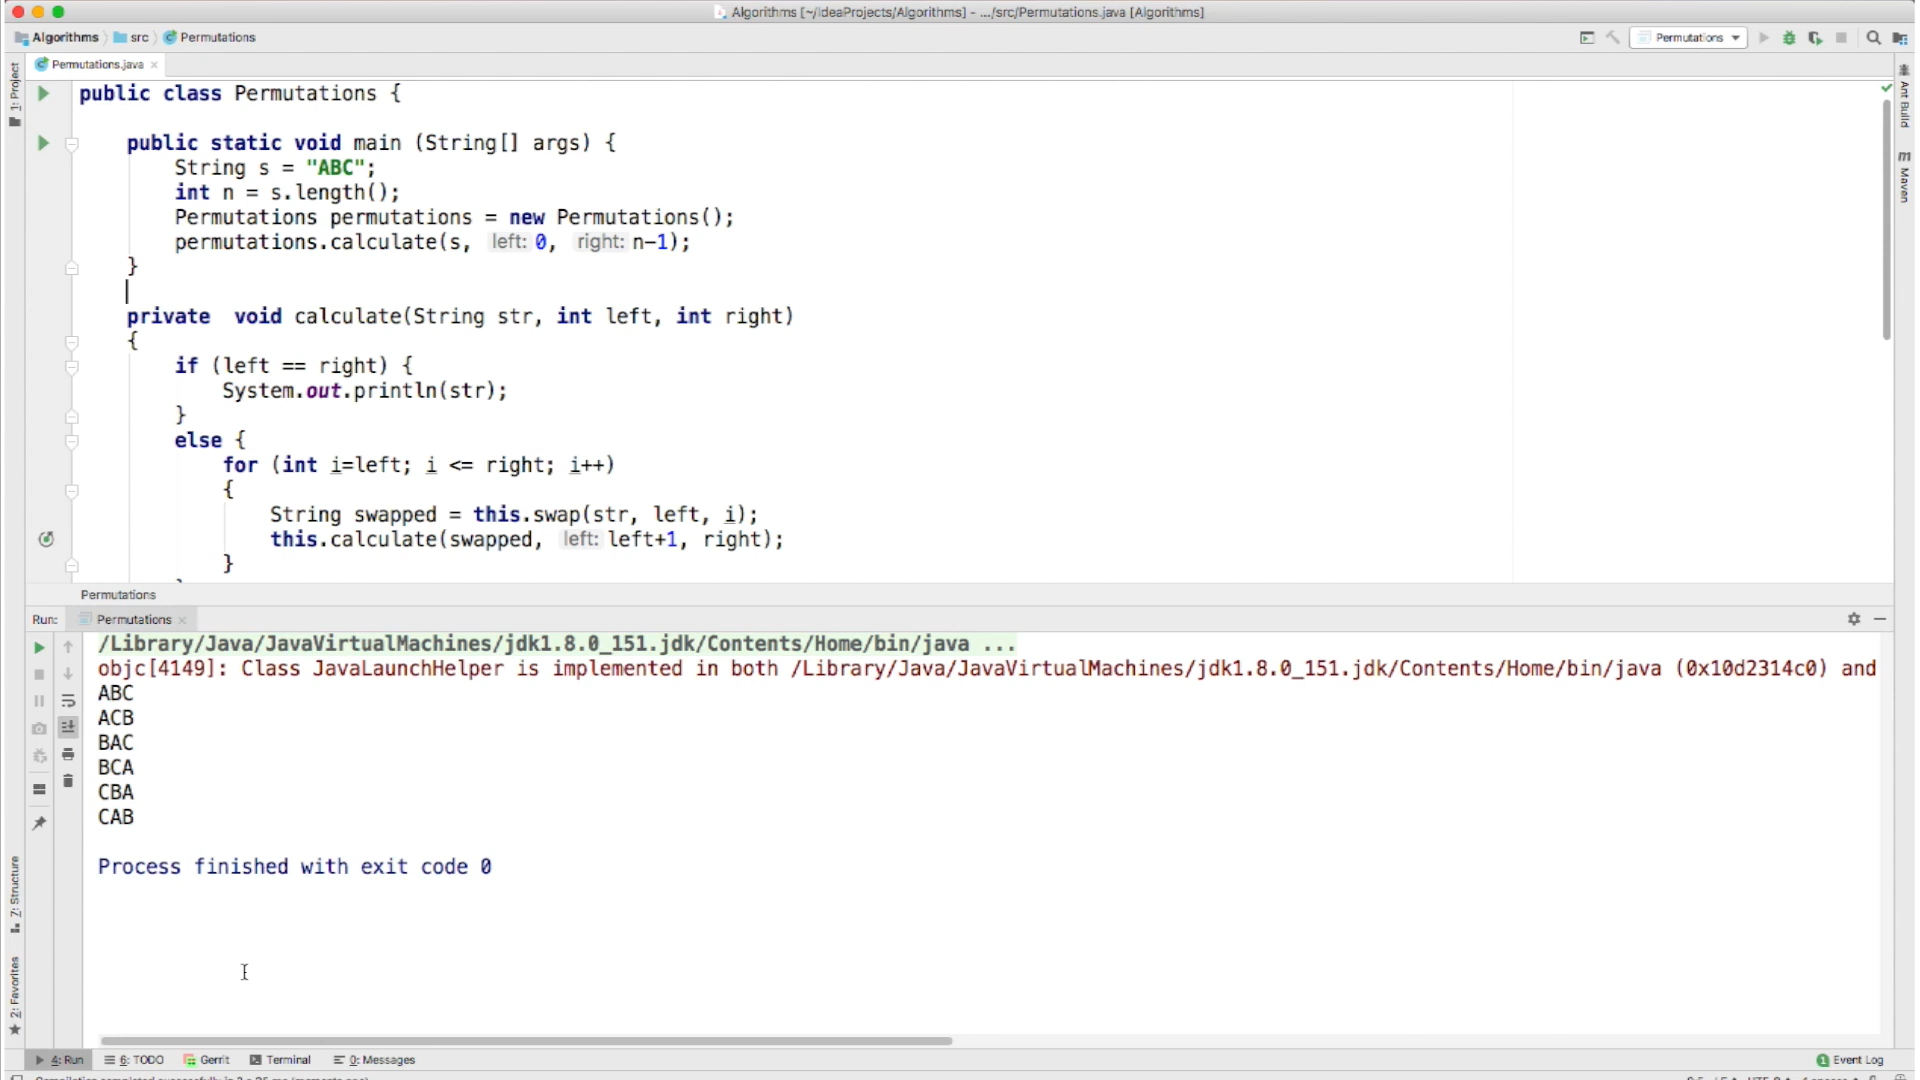 Algorithms [~/IdeaProjects/Algorithms] - .../src/Permutations.java [Algorithms]
Algorithms src Permutations Permutations
1: Project Permutations.java Ant Build
public class Permutations {
public static void main (String[] args) {
String s = "ABC";
m Maven
int n = s.length();
Permutations permutations = new Permutations();
permutations.calculate(s, left: 0, right: n-1);
}
private void calculate(String str, int left, int right)
{
if (left == right) {
System.out.println(str);
}
else {
for (int i=left; i <= right; i++)
{
String swapped = this.swap(str, left, i);
this.calculate(swapped, left: left+1, right);
}
Permutations
Run: Permutations
/Library/Java/JavaVirtualMachines/jdk1.8.0_151.jdk/Contents/Home/bin/java ...
objc[4149]: Class JavaLaunchHelper is implemented in both /Library/Java/JavaVirtualMachines/jdk1.8.0_151.jdk/Contents/Home/bin/java (0x10d2314c0) and
ABC
ACB
BAC
BCA
CBA
CAB
Process finished with exit code 0
7: Structure
2: Favorites
4: Run 6: TODO Gerrit Terminal 0: Messages 1 Event Log